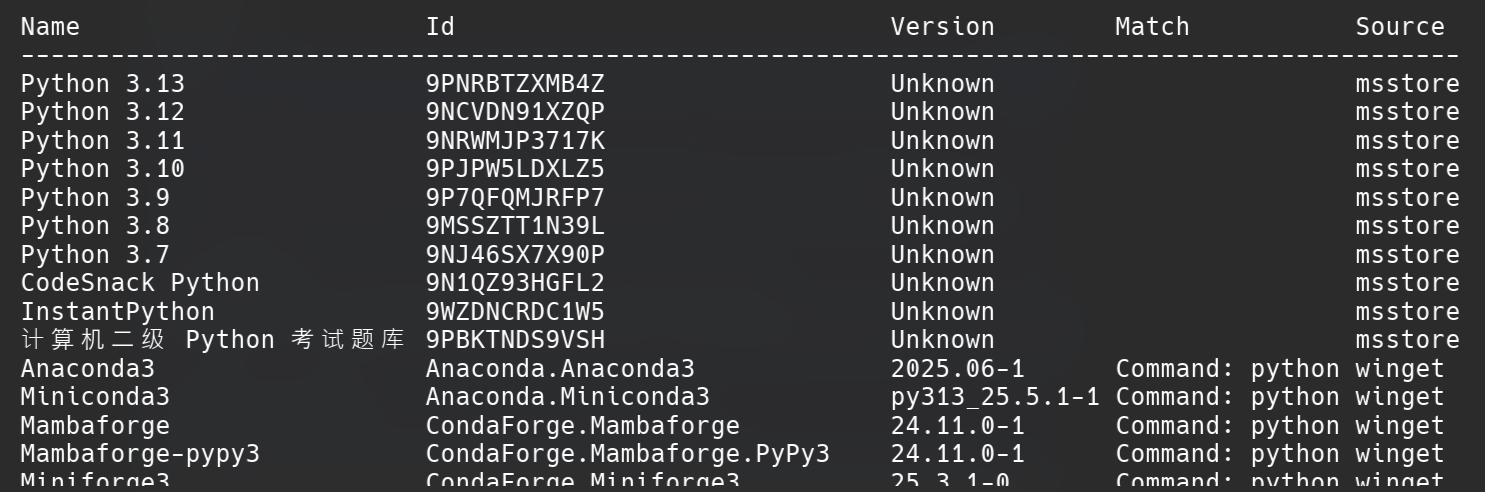 Name Id Version Match Source
------------------------------------------------------------------------------------------------
Python 3.13 9PNRBTZXMB4Z Unknown msstore
Python 3.12 9NCVDN91XZQP Unknown msstore
Python 3.11 9NRWMJP3717K Unknown msstore
Python 3.10 9PJPW5LDXLZ5 Unknown msstore
Python 3.9 9P7QFQMJRFP7 Unknown msstore
Python 3.8 9MSSZTT1N39L Unknown msstore
Python 3.7 9NJ46SX7X90P Unknown msstore
CodeSnack Python 9N1QZ93HGFL2 Unknown msstore
InstantPython 9WZDNCRDC1W5 Unknown msstore
计算机二级 Python 考试题库 9PBKTNDS9VSH Unknown msstore
Anaconda3 Anaconda.Anaconda3 2025.06-1 Command: python winget
Miniconda3 Anaconda.Miniconda3 py313_25.5.1-1 Command: python winget
Mambaforge CondaForge.Mambaforge 24.11.0-1 Command: python winget
Mambaforge-pypy3 CondaForge.Mambaforge.PyPy3 24.11.0-1 Command: python winget
Miniforge3 CondaForge.Miniforge3 25.3.1-0 Command: python winget